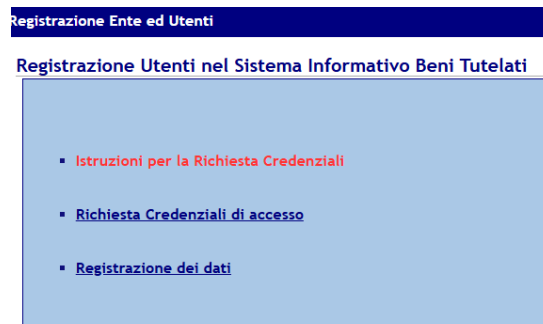 Registrazione Ente ed Utenti
Registrazione Utenti nel Sistema Informativo Beni Tutelati
Istruzioni per la Richiesta Credenziali
Richiesta Credenziali di accesso
Registrazione dei dati